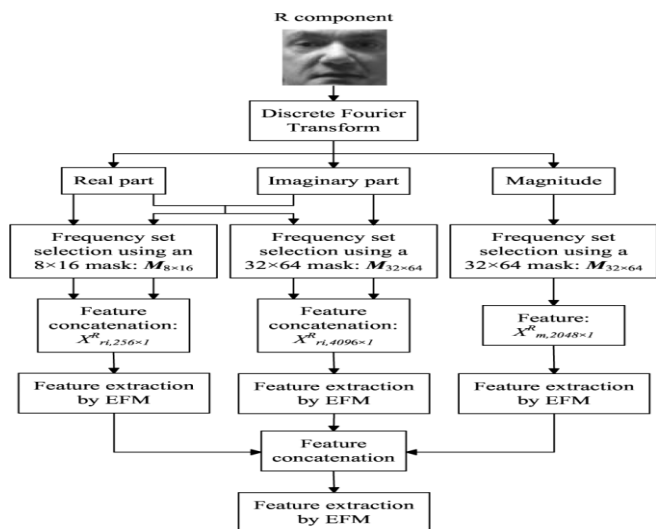 R component
Discrete Fourier
Transform
Real part
Imaginary part
Magnitude
Frequency set
selection using an
8×16 mask: M8×16
Frequency set
selection using a
32×64 mask: M32×64
Frequency set
selection using a
32×64 mask: M32×64
Feature
concatenation:
X^R ri,256×1
Feature
concatenation:
X^R ri,4096×1
Feature:
X^R m,2048×1
Feature extraction
by EFM
Feature extraction
by EFM
Feature extraction
by EFM
Feature
concatenation
Feature extraction
by EFM